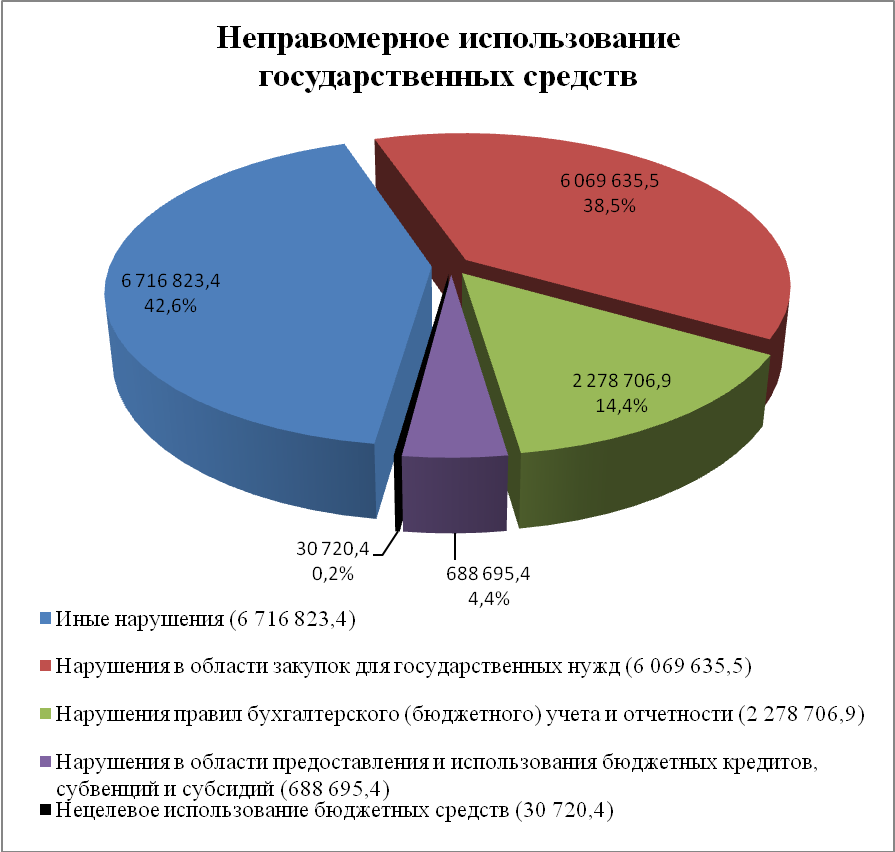 Неправомерное использование
государственных средств
6 069 635,5
38,5%
6 716 823,4
42,6%
2 278 706,9
14,4%
30 720,4
0,2%
688 695,4
4,4%
Иные нарушения (6 716 823,4)
Нарушения в области закупок для государственных нужд (6 069 635,5)
Нарушения правил бухгалтерского (бюджетного) учета и отчетности (2 278 706,9)
Нарушения в области предоставления и использования бюджетных кредитов,
субвенций и субсидий (688 695,4)
Нецелевое использование бюджетных средств (30 720,4)